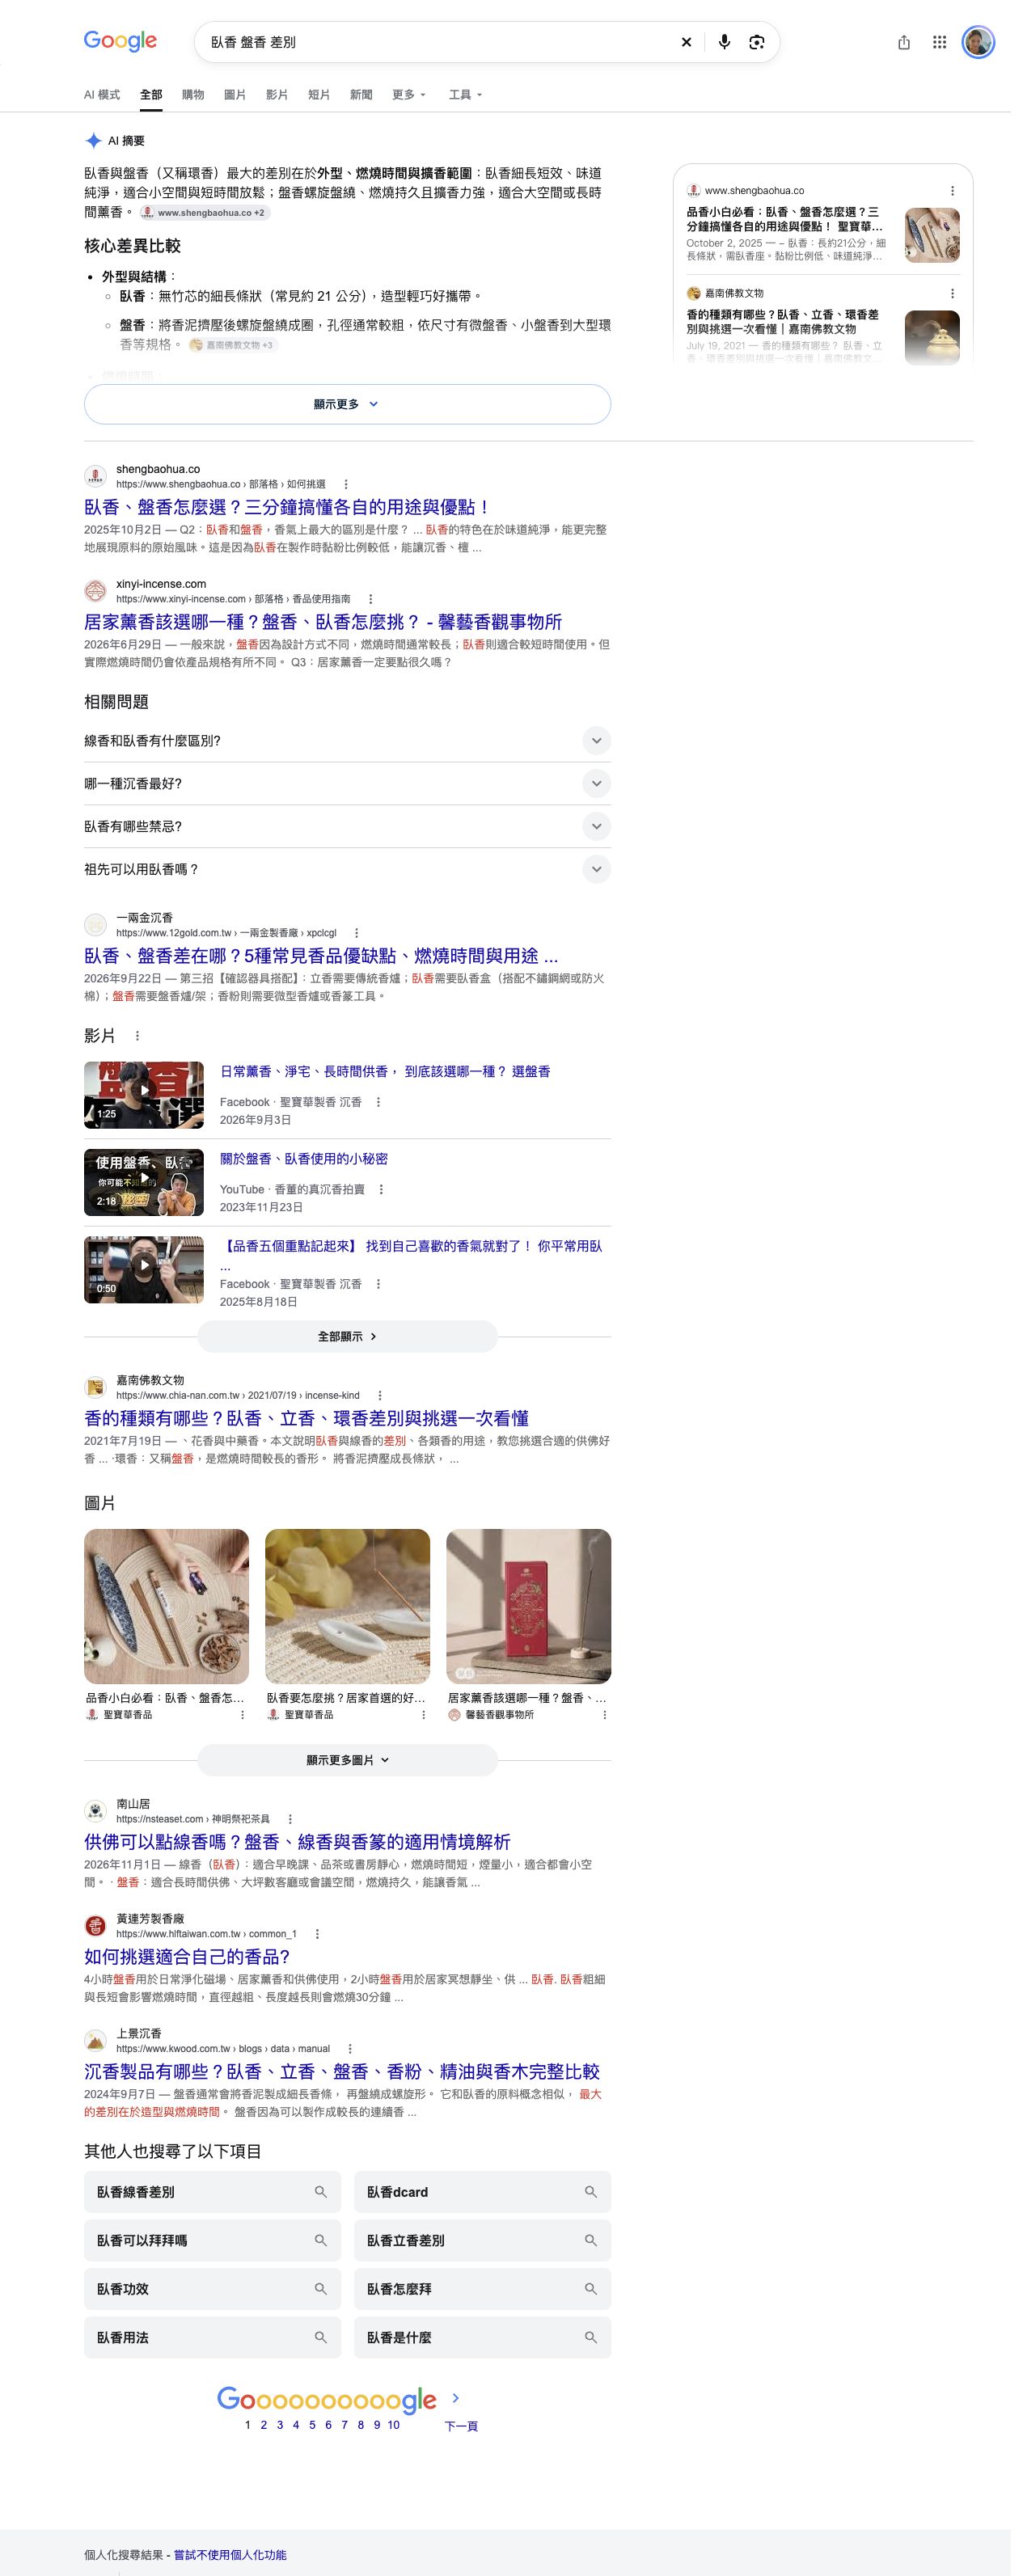 Google
臥香 盤香 差別
AI 模式 全部 購物 圖片 影片 短片 新聞 更多 工具
AI 摘要
臥香與盤香（又稱環香）最大的差別在於外型、燃燒時間與擴香範圍：臥香細長短效、味道
純淨，適合小空間與短時間放鬆；盤香螺旋盤繞、燃燒持久且擴香力強，適合大空間或長時
間薰香。 www.shengbaohua.co +2
核心差異比較
外型與結構：
臥香：無竹芯的細長條狀（常見約 21 公分），造型輕巧好攜帶。
盤香：將香泥擠壓後螺旋盤繞成圈，孔徑通常較粗，依尺寸有微盤香、小盤香到大型環
香等規格。 嘉南佛教文物 +3
燃燒時間：
顯示更多
www.shengbaohua.co
品香小白必看：臥香、盤香怎麼選？三
分鐘搞懂各自的用途與優點！ 聖寶華...
October 2, 2025 — – 臥香：長約21公分，細
長條狀，需臥香座。黏粉比例低、味道純淨...
嘉南佛教文物
香的種類有哪些？臥香、立香、環香差
別與挑選一次看懂 | 嘉南佛教文物
July 19, 2021 — 香的種類有哪些？ 臥香、立
香、環香差別與挑選一次看懂 | 嘉南佛教文...
shengbaohua.co
https://www.shengbaohua.co › 部落格 › 如何挑選
臥香、盤香怎麼選？三分鐘搞懂各自的用途與優點！
2025年10月2日 — Q2：臥香和盤香，香氣上最大的區別是什麼？ ... 臥香的特色在於味道純淨，能更完整
地展現原料的原始風味。這是因為臥香在製作時黏粉比例較低，能讓沉香、檀 ...
xinyi-incense.com
https://www.xinyi-incense.com › 部落格 › 香品使用指南
居家薰香該選哪一種？盤香、臥香怎麼挑？ - 馨藝香觀事物所
2026年6月29日 — 一般來說，盤香因為設計方式不同，燃燒時間通常較長；臥香則適合較短時間使用。但
實際燃燒時間仍會依產品規格有所不同。 Q3：居家薰香一定要點很久嗎？
相關問題
線香和臥香有什麼區別?
哪一種沉香最好?
臥香有哪些禁忌?
祖先可以用臥香嗎？
一兩金沉香
https://www.12gold.com.tw › 一兩金製香廠 › xpclcgl
臥香、盤香差在哪？5種常見香品優缺點、燃燒時間與用途 ...
2026年9月22日 — 第三招【確認器具搭配】：立香需要傳統香爐；臥香需要臥香盒（搭配不鏽鋼網或防火
棉）；盤香需要盤香爐/架；香粉則需要微型香爐或香篆工具。
影片
日常薰香、淨宅、長時間供香， 到底該選哪一種？ 選盤香
1:25
Facebook · 聖寶華製香 沉香
2026年9月3日
關於盤香、臥香使用的小秘密
使用盤香、臥香
2:18
YouTube · 香董的真沉香拍賣
2023年11月23日
【品香五個重點記起來】 找到自己喜歡的香氣就對了！ 你平常用臥
...
0:50
Facebook · 聖寶華製香 沉香
2025年8月18日
全部顯示
嘉南佛教文物
https://www.chia-nan.com.tw › 2021/07/19 › incense-kind
香的種類有哪些？臥香、立香、環香差別與挑選一次看懂
2021年7月19日 — 、花香與中藥香。本文說明臥香與線香的差別、各類香的用途，教您挑選合適的供佛好
香 ... ·環香：又稱盤香，是燃燒時間較長的香形。 將香泥擠壓成長條狀， ...
圖片
品香小白必看：臥香、盤香怎...
聖寶華香品
臥香要怎麼挑？居家首選的好...
聖寶華香品
居家薰香該選哪一種？盤香、...
馨藝香觀事物所
顯示更多圖片
南山居
https://nsteaset.com › 神明祭祀茶具
供佛可以點線香嗎？盤香、線香與香篆的適用情境解析
2026年11月1日 — 線香（臥香）：適合早晚課、品茶或書房靜心，燃燒時間短，煙量小，適合都會小空
間。 · 盤香：適合長時間供佛、大坪數客廳或會議空間，燃燒持久，能讓香氣 ...
黃連芳製香廠
https://www.hlftaiwan.com.tw › common_1
如何挑選適合自己的香品?
4小時盤香用於日常淨化磁場、居家薰香和供佛使用，2小時盤香用於居家冥想靜坐、供 ... 臥香. 臥香粗細
與長短會影響燃燒時間，直徑越粗、長度越長則會燃燒30分鐘 ...
上景沉香
https://www.kwood.com.tw › blogs › data › manual
沉香製品有哪些？臥香、立香、盤香、香粉、精油與香木完整比較
2024年9月7日 — 盤香通常會將香泥製成細長香條， 再盤繞成螺旋形。 它和臥香的原料概念相似， 最大
的差別在於造型與燃燒時間。 盤香因為可以製作成較長的連續香 ...
其他人也搜尋了以下項目
臥香線香差別
臥香dcard
臥香可以拜拜嗎
臥香立香差別
臥香功效
臥香怎麼拜
臥香用法
臥香是什麼
Goooooooooogle
1 2 3 4 5 6 7 8 9 10 下一頁
個人化搜尋結果 - 嘗試不使用個人化功能